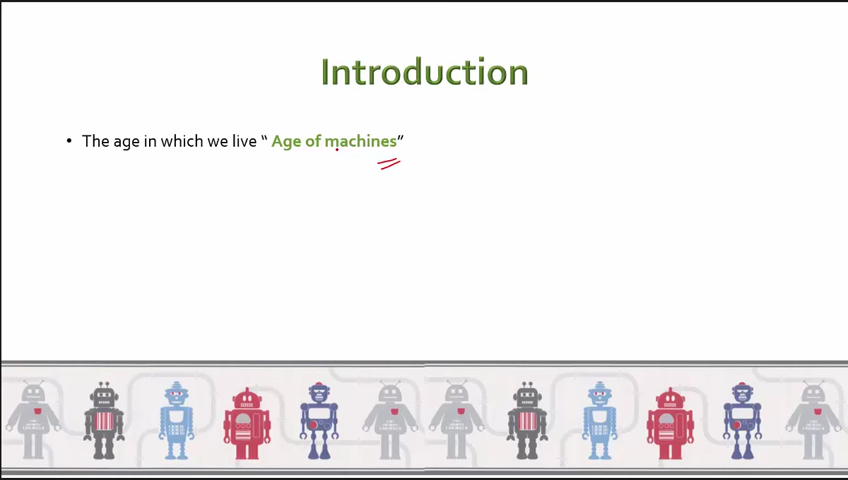 Introduction
• The age in which we live “ Age of machines”